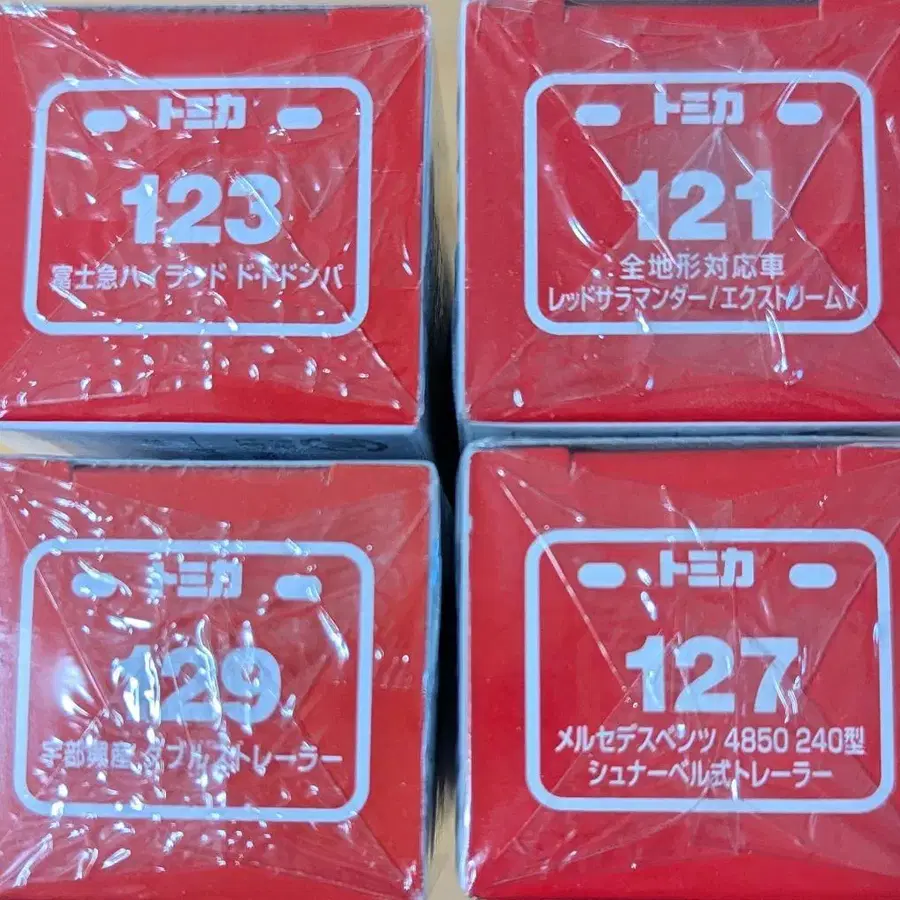 トミカ
123
富士急ハイランド ド・ドドンパ
トミカ
121
全地形対応車
レッドサラマンダー/エクストリームV
トミカ
129
宇部興産 ダブルストレーラー
トミカ
127
メルセデスベンツ 4850 240型
シュナーベル式トレーラー